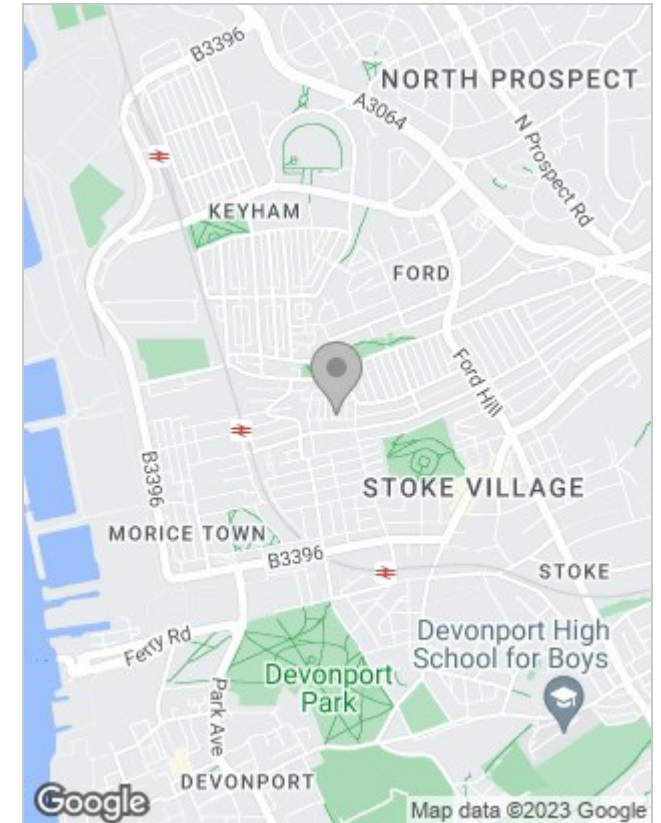 B3396
NORTH PROSPECT
A3064
N Prospect Rd
KEYHAM
FORD
Ford Hill
B3396
STOKE VILLAGE
MORICE TOWN
B3396
STOKE
Ferry Rd
Devonport High
School for Boys
Devonport
Park
Park Ave
DEVONPORT
Google
Map data ©2023 Google